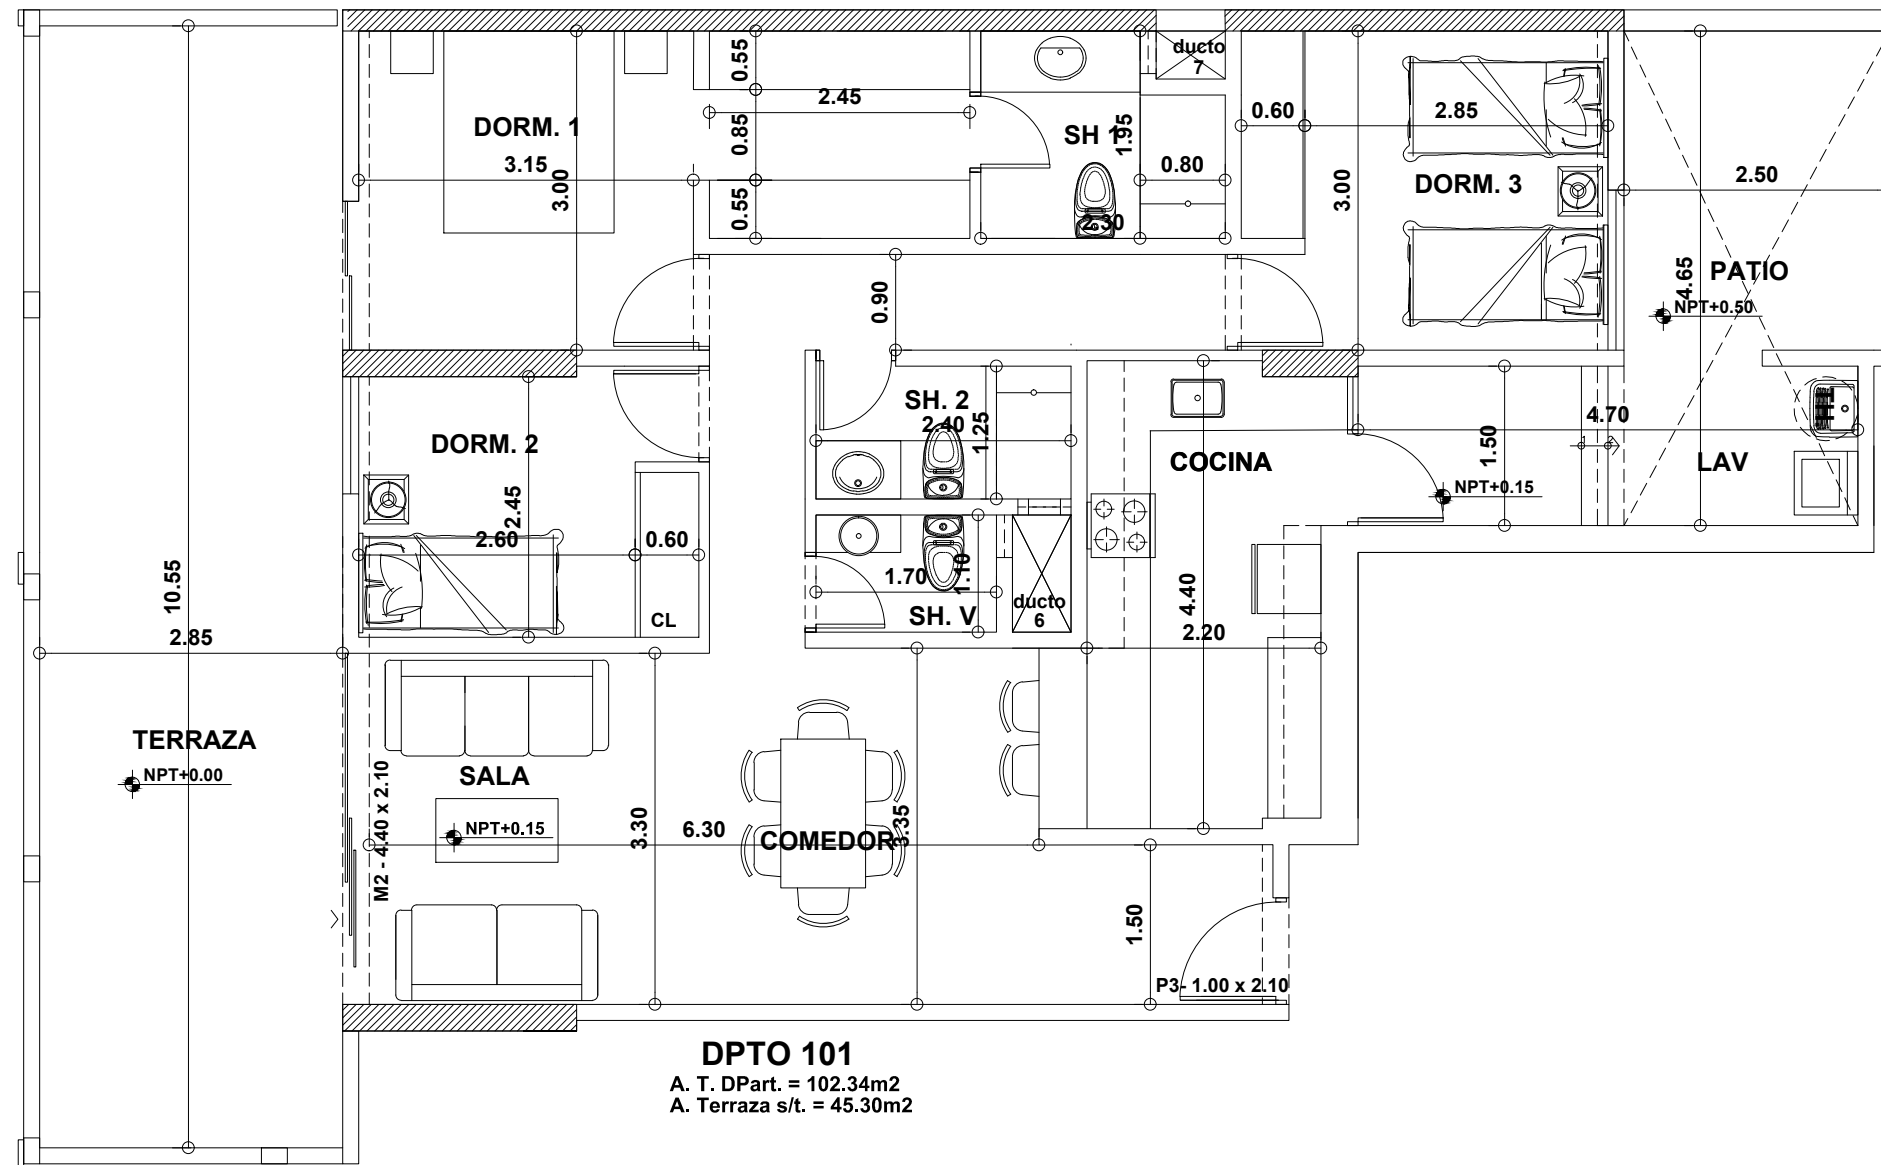 ducto
7
0.55
2.45
0.60
2.85
DORM. 1
0.85
SH 1
1.95
3.15
3.00
0.80
DORM. 3
3.00
2.50
0.55
2.30
PATIO
4.65
NPT+0.50
0.90
SH. 2
2.40
1.25
4.70
DORM. 2
COCINA
1.50
LAV
NPT+0.15
2.45
2.60
0.60
10.55
1.70
1.10
4.40
ducto
6
CL
SH. V
2.85
2.20
TERRAZA
NPT+0.00
SALA
M2 - 4.40 x 2.10
NPT+0.15
3.30
6.30
COMEDOR
3.35
1.50
P3- 1.00 x 2.10
DPTO 101
A. T. DPart. = 102.34m2
A. Terraza s/t. = 45.30m2